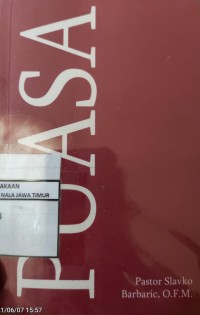 PUASA
AKAAN
NALA JAWA TIMUR
Pastor Slavko
Barbaric, O.F.M.
1/06/07 15:57